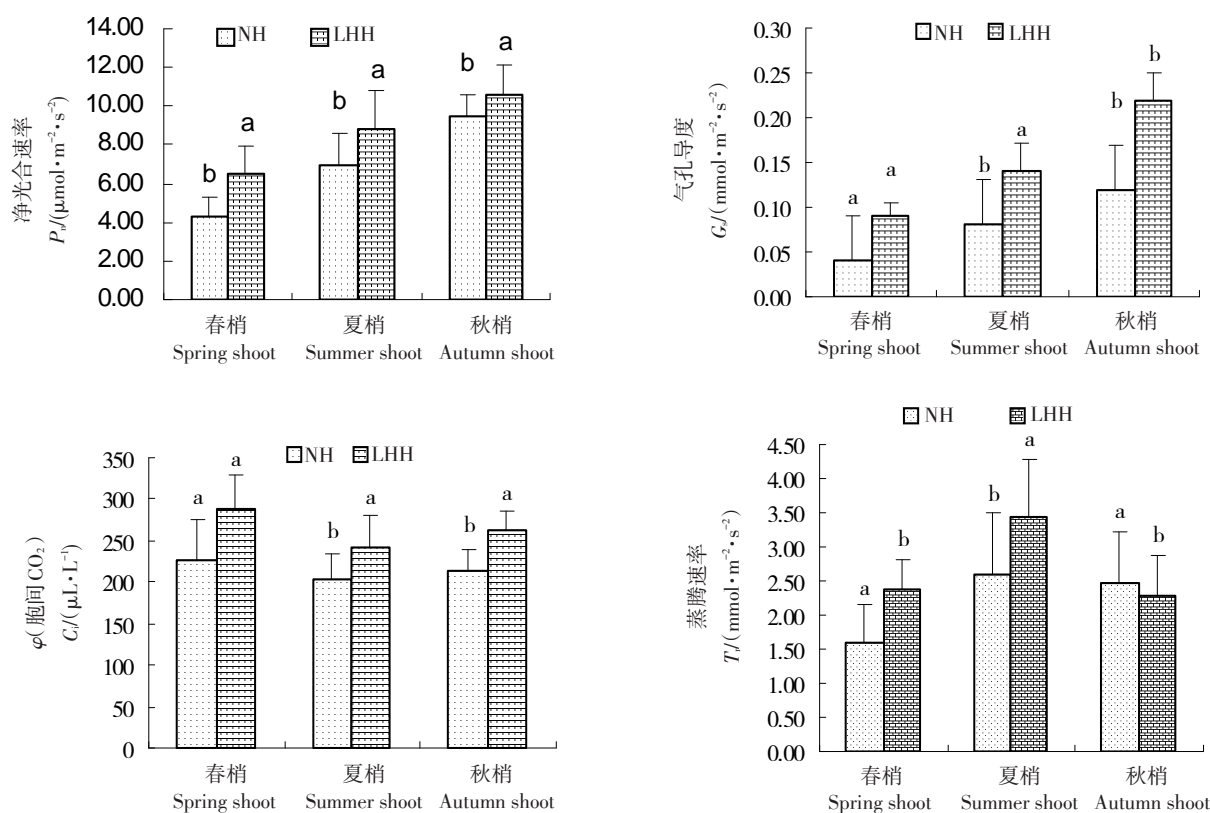 净光合速率
Pn/(μmol·m⁻²·s⁻²)
14.00
12.00
10.00
8.00
6.00
4.00
2.00
0.00
NH LHH
b a b a b a
春梢 夏梢 秋梢
Spring shoot Summer shoot Autumn shoot
气孔导度
Gs/(mmol·m⁻²·s⁻²)
0.30
0.25
0.20
0.15
0.10
0.05
0.00
NH LHH
a a b a b b
春梢 夏梢 秋梢
Spring shoot Summer shoot Autumn shoot
φ(胞间CO₂)
Ci/(μL·L⁻¹)
350
300
250
200
150
100
50
0
NH LHH
a a b a b a
春梢 夏梢 秋梢
Spring shoot Summer shoot Autumn shoot
蒸腾速率
Tr/(mmol·m⁻²·s⁻²)
4.50
4.00
3.50
3.00
2.50
2.00
1.50
1.00
0.50
0.00
NH LHH
a b b a a b
春梢 夏梢 秋梢
Spring shoot Summer shoot Autumn shoot